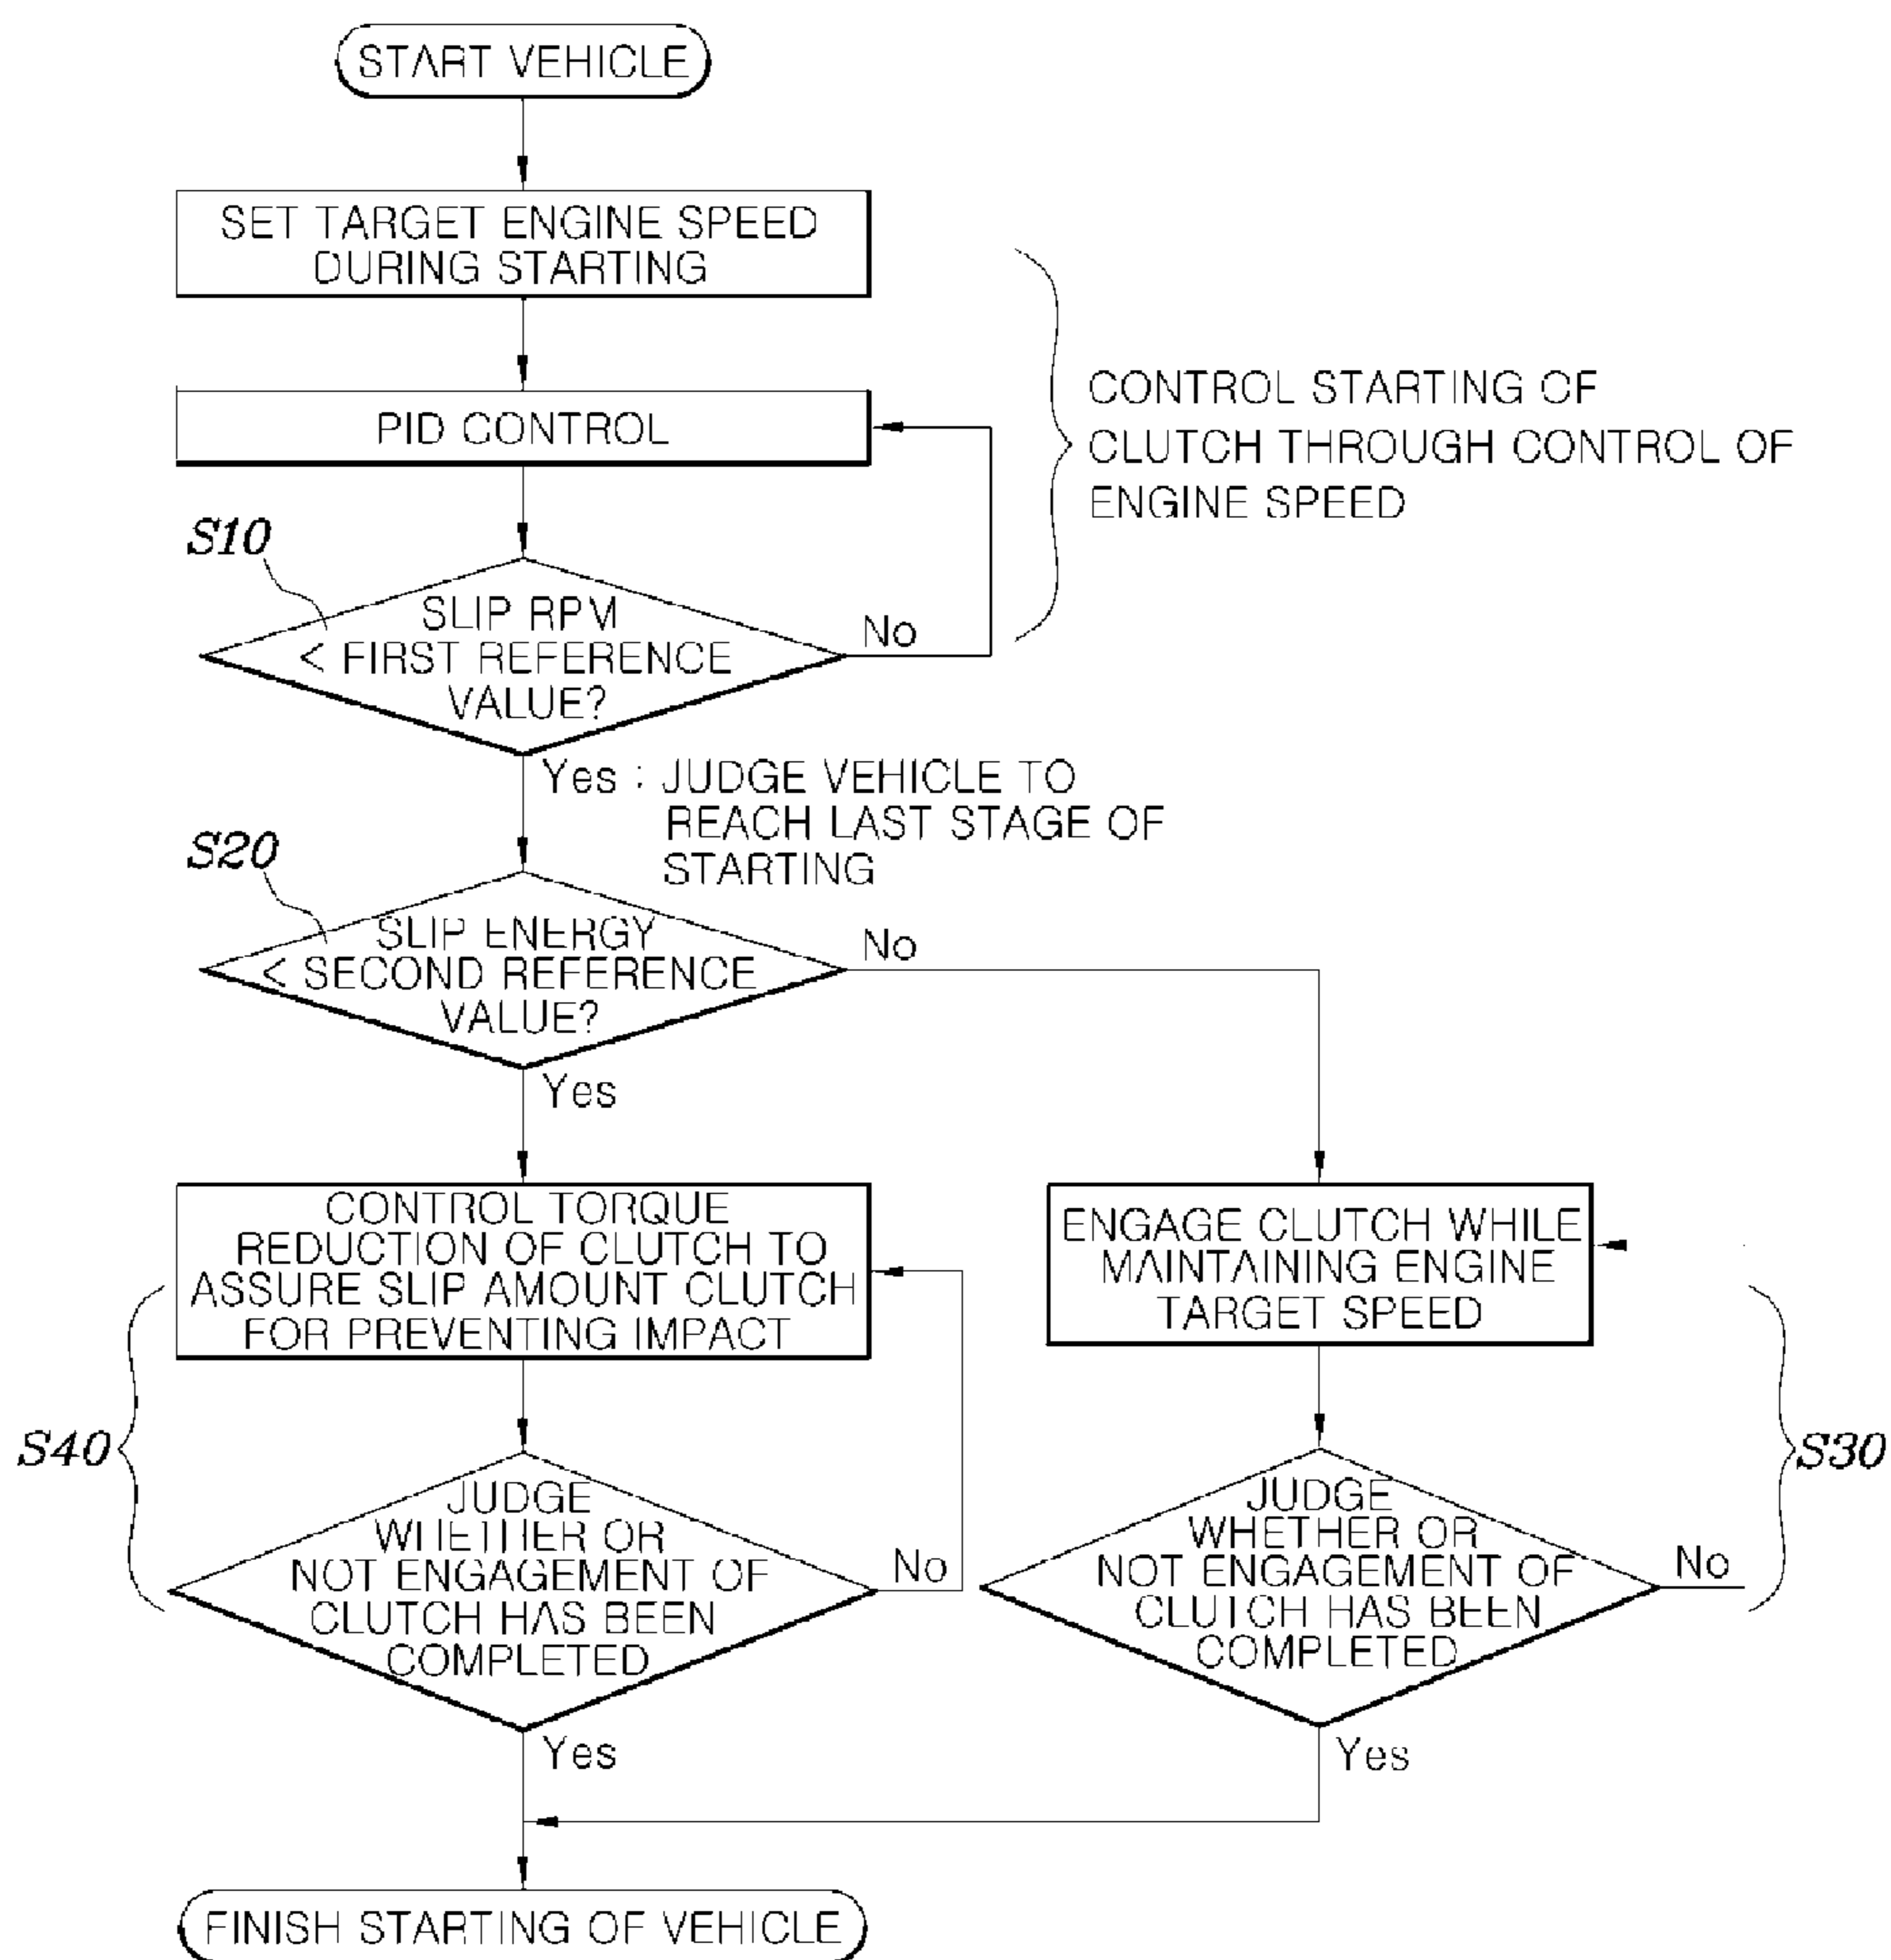 START VEHICLE
SET TARGET ENGINE SPEED
DURING STARTING
PID CONTROL
CONTROL STARTING OF
CLUTCH THROUGH CONTROL OF
ENGINE SPEED
S10
SLIP RPM
< FIRST REFERENCE
VALUE?
No
Yes : JUDGE VEHICLE TO
REACH LAST STAGE OF
STARTING
S20
SLIP ENERGY
< SECOND REFERENCE
VALUE?
No
Yes
CONTROL TORQUE
REDUCTION OF CLUTCH TO
ASSURE SLIP AMOUNT CLUTCH
FOR PREVENTING IMPACT
ENGAGE CLUTCH WHILE
MAINTAINING ENGINE
TARGET SPEED
S40
JUDGE
WHETHER OR
NOT ENGAGEMENT OF
CLUTCH HAS BEEN
COMPLETED
No
Yes
JUDGE
WHETHER OR
NOT ENGAGEMENT OF
CLUTCH HAS BEEN
COMPLETED
No
S30
Yes
FINISH STARTING OF VEHICLE